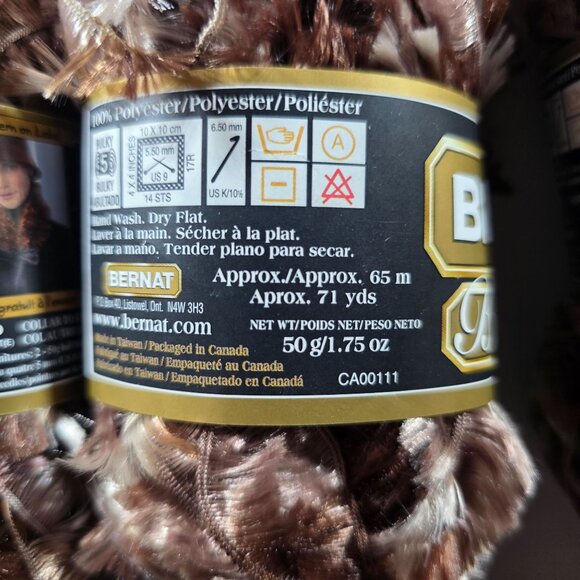 100% Polyester/Polyester/Poliéster
BULKY
5
BULKY
10 X 10 cm
4 X 4 INCHES
5.50 mm
US 9
17R
14 STS
6.50 mm
US K/10½
A
Hand Wash. Dry Flat.
Laver à la main. Sécher à la plat.
Lavar a mano. Tender plano para secar.
BERNAT
P.O. Box 40, Listowel, Ont. N4W 3H3
www.bernat.com
Approx./Approx. 65 m
Aprox. 71 yds
NET WT/POIDS NET/PESO NETO
50 g/1.75 oz
Made in Taiwan / Packaged in Canada
au Taiwan / Empaqueté au Canada
en Taiwan / Empaquetado en Canadá
CA00111